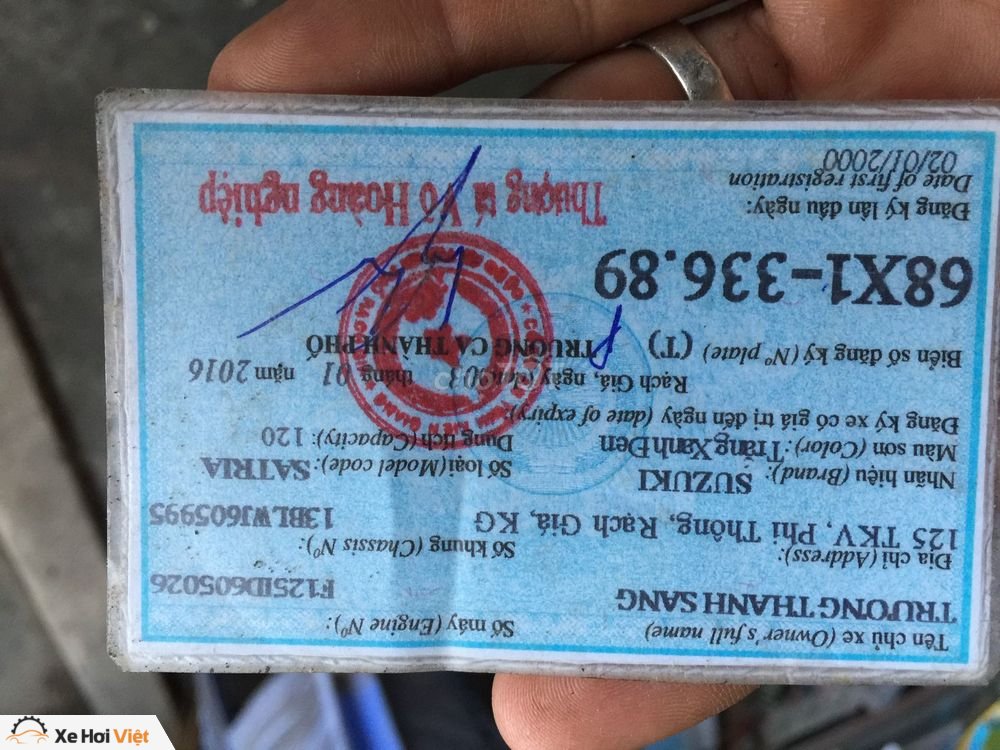 Tên chủ xe (Owner's full name)
TRƯƠNG THANH SANG
Số máy (Engine Nº):
F125ID605026
Địa chỉ (Address):
125 TKV, Phi Thông, Rạch Giá, KG
Số khung (Chassis Nº):
13BLWJ605995
Nhãn hiệu (Brand): SUZUKI
Số loại (Model code): SATRIA
Màu sơn (Color): Trắng Xanh Đen
Dung tích (Capacity): 120
Đăng ký xe có giá trị đến ngày (date of expiry):
Rạch Giá, ngày 03 tháng 01 năm 2016
Biển số đăng ký (Nº plate) (T)
TRƯỞNG CA THÀNH PHỐ
68X1-336.89
Đăng ký lần đầu ngày:
Date of first registration
02/01/2000
Thượng tá Võ Hoàng nghiệp
Xe Hơi Việt